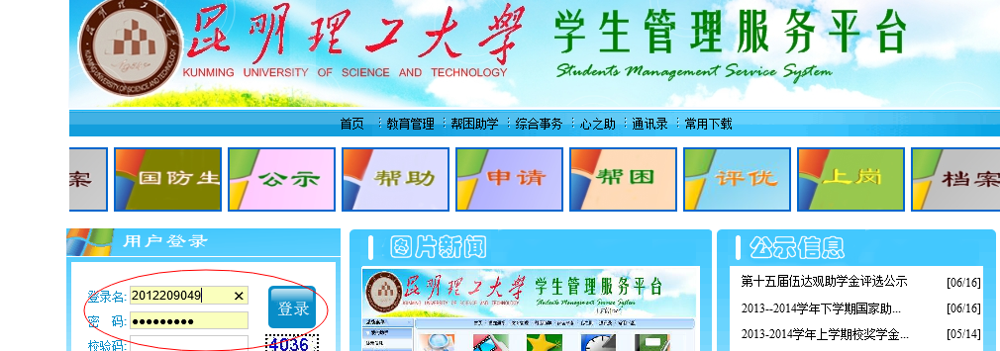 昆明理工大学
KUNMING UNIVERSITY OF SCIENCE AND TECHNOLOGY
学生管理服务平台
Students Management Service System
首页 教育管理 帮困助学 综合事务 心之助 通讯录 常用下载
案 国防生 公示 帮助 申请 帮困 评优 上岗 档案
用户登录
登录名: 2012209049 ×
密 码: ●●●●●●●●●
登录
校验码: 4036
图片新闻
昆明理工大学 学生管理服务平台
公示信息
第十五届伍达观助学金评选公示 [06/16]
2013--2014学年下学期国家助... [06/16]
2013-2014学年上学期校奖学金... [05/14]